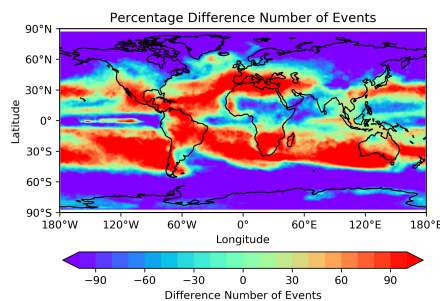 Percentage Difference Number of Events
90°N
60°N
30°N
0°
30°S
60°S
90°S
Latitude
180°W 120°W 60°W 0° 60°E 120°E 180°E
Longitude
−90 −60 −30 0 30 60 90
Difference Number of Events